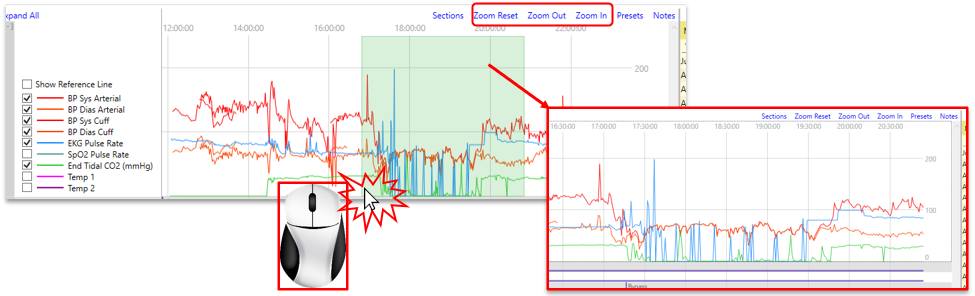 xpand All
Sections Zoom Reset Zoom Out Zoom In Presets Notes
12:00:00 14:00:00 16:00:00 18:00:00 20:00:00 22:00:00
200
Show Reference Line
BP Sys Arterial
BP Dias Arterial
BP Sys Cuff
BP Dias Cuff
EKG Pulse Rate
SpO2 Pulse Rate
End Tidal CO2 (mmHg)
Temp 1
Temp 2
Ju
A
A
A
A
Sections Zoom Reset Zoom Out Zoom In Presets Notes
1630:00 17:00:00 17:30:00 18:00:00 18:30:00 19:00:00 19:30:00 20:00:00 20:30:00
200
100
0
Bypass